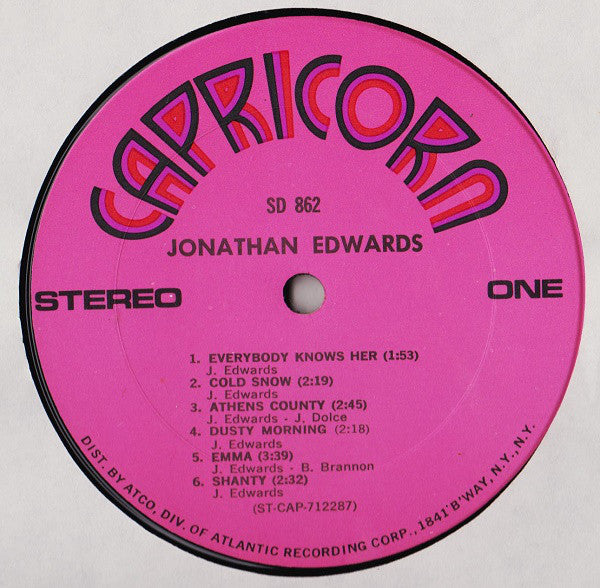 CAPRICORN
SD 862
JONATHAN EDWARDS
STEREO ONE
1. EVERYBODY KNOWS HER (1:53)
J. Edwards
2. COLD SNOW (2:19)
J. Edwards
3. ATHENS COUNTY (2:45)
J. Edwards - J. Dolce
4. DUSTY MORNING (2:18)
J. Edwards
5. EMMA (3:39)
J. Edwards - B. Brannon
6. SHANTY (2:32)
J. Edwards
(ST-CAP-712287)
DIST. BY ATCO, DIV. OF ATLANTIC RECORDING CORP., 1841 B'WAY, N.Y., N.Y.